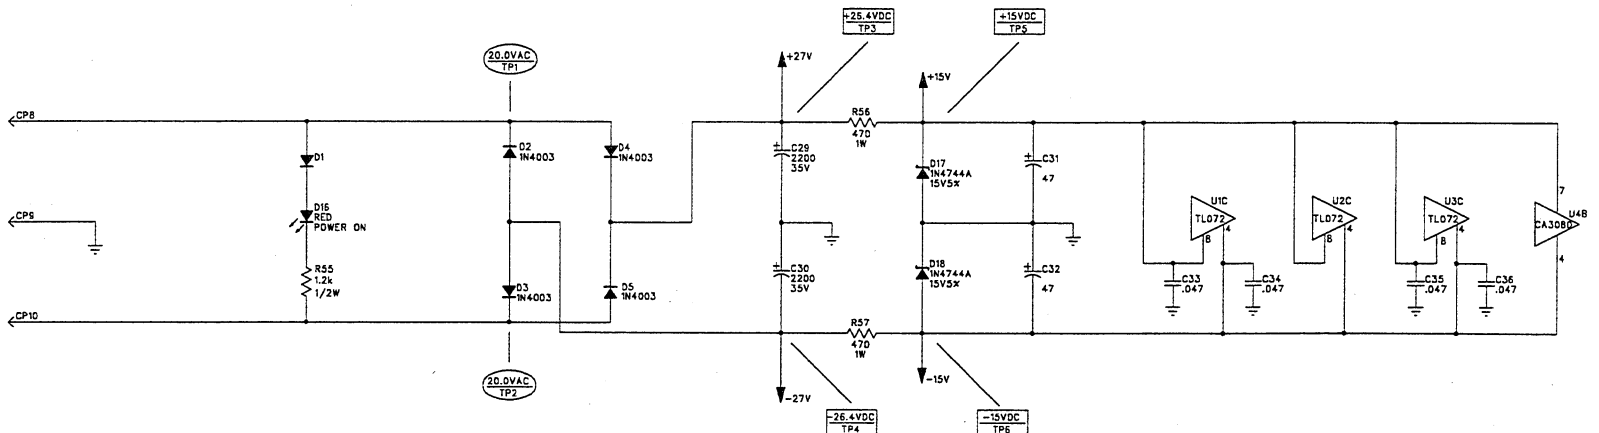 +26.4VDC
TP3
+15VDC
TP5
20.0VAC
TP1
+27V
+15V
CP8
R56
470
1W
D1
D2
1N4003
D4
1N4003
+
C29
2200
35V
D17
1N4744A
15V5%
+
C31
47
CP9
D16
RED
POWER ON
U1C
TL072
8
4
U2C
TL072
8
4
U3C
TL072
8
4
7
U4B
CA3080
4
R55
1.2k
1/2W
D3
1N4003
D5
1N4003
+
C30
2200
35V
D18
1N4744A
15V5%
+
C32
47
C33
.047
C34
.047
C35
.047
C36
.047
CP10
R57
470
1W
20.0VAC
TP2
-27V
-15V
-26.4VDC
TP4
-15VDC
TP6